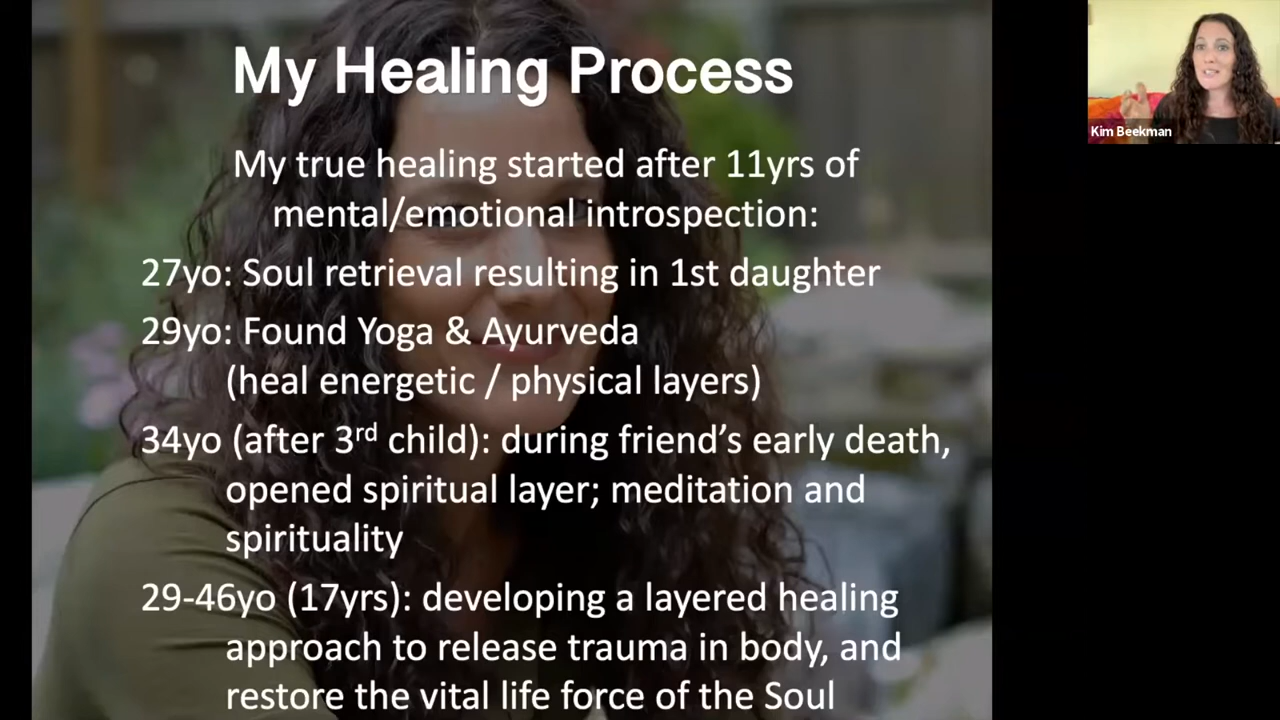 My Healing Process
My true healing started after 11yrs of
mental/emotional introspection:
27yo: Soul retrieval resulting in 1st daughter
29yo: Found Yoga & Ayurveda
(heal energetic / physical layers)
34yo (after 3rd child): during friend’s early death,
opened spiritual layer; meditation and
spirituality
29-46yo (17yrs): developing a layered healing
approach to release trauma in body, and
restore the vital life force of the Soul
Kim Beekman